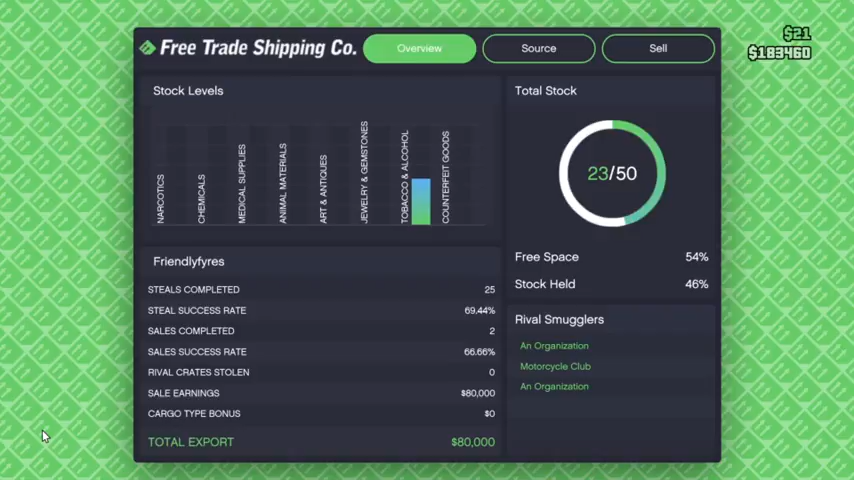 Free Trade Shipping Co.
Overview
Source
Sell
$21
$183460
Stock Levels
NARCOTICS
CHEMICALS
MEDICAL SUPPLIES
ANIMAL MATERIALS
ART & ANTIQUES
JEWELRY & GEMSTONES
TOBACCO & ALCOHOL
COUNTERFEIT GOODS
Total Stock
23/50
Free Space 54%
Stock Held 46%
Friendlyfyres
STEALS COMPLETED 25
STEAL SUCCESS RATE 69.44%
SALES COMPLETED 2
SALES SUCCESS RATE 66.66%
RIVAL CRATES STOLEN 0
SALE EARNINGS $80,000
CARGO TYPE BONUS $0
TOTAL EXPORT $80,000
Rival Smugglers
An Organization
Motorcycle Club
An Organization